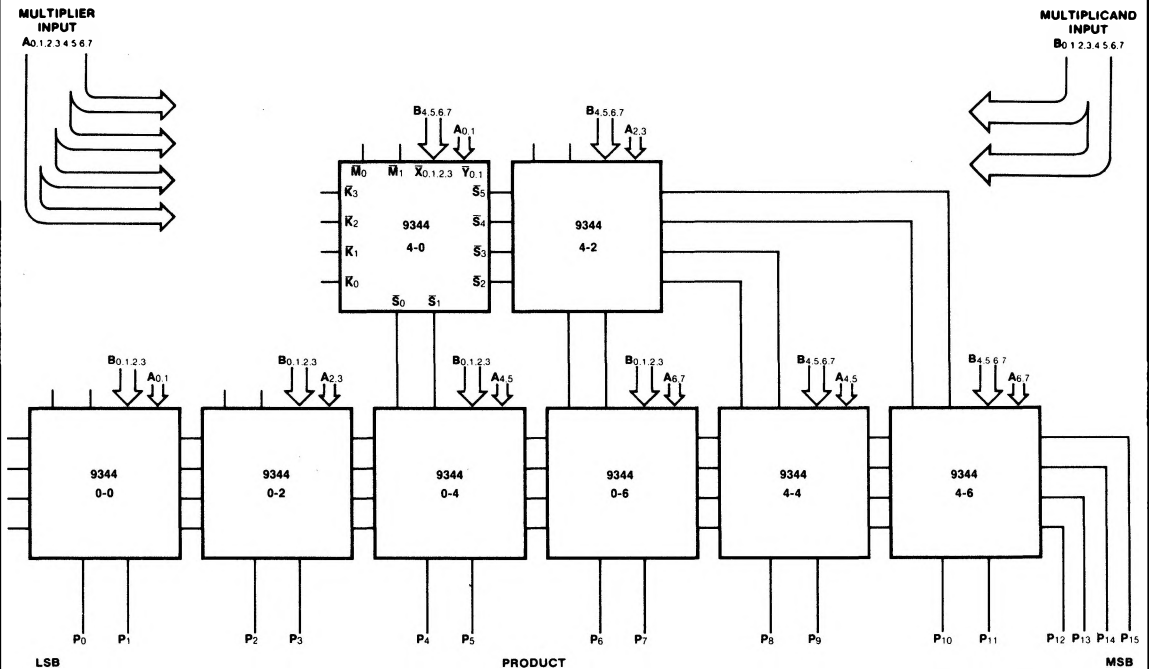 MULTIPLIER
INPUT
A0.1.2.3 4 5 6.7
MULTIPLICAND
INPUT
B0 1 2.3.4 5 6.7
B4.5.6.7
A0.1
B4.5.6.7
A2.3
M̅0 M̅1 X̅0.1.2.3 Y̅0.1
K̅3 S̅5
K̅2 9344 S̅4 9344
4-0 4-2
K̅1 S̅3
K̅0 S̅2
S̅0 S̅1
B0.1.2.3
A0.1
B0.1.2.3
A2.3
B0.1.2.3
A4.5
B0.1.2.3
A6.7
B4.5.6.7
A4.5
B4.5 6 7
A6.7
9344 9344 9344 9344 9344 9344
0-0 0-2 0-4 0-6 4-4 4-6
P0 P1 P2 P3 P4 P5 P6 P7 P8 P9 P10 P11 P12 P13 P14 P15
LSB PRODUCT MSB